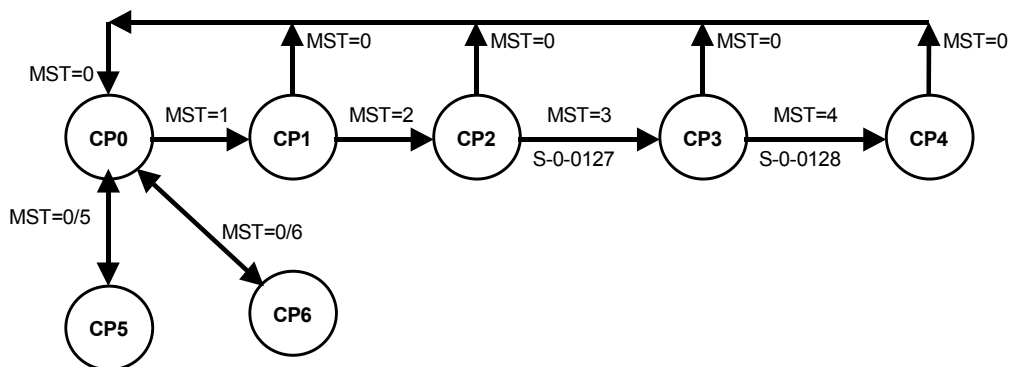 MST=0
MST=0
MST=0
MST=0
MST=0
MST=1
MST=2
MST=3
MST=4
CP0
CP1
CP2
CP3
CP4
S-0-0127
S-0-0128
MST=0/5
MST=0/6
CP5
CP6